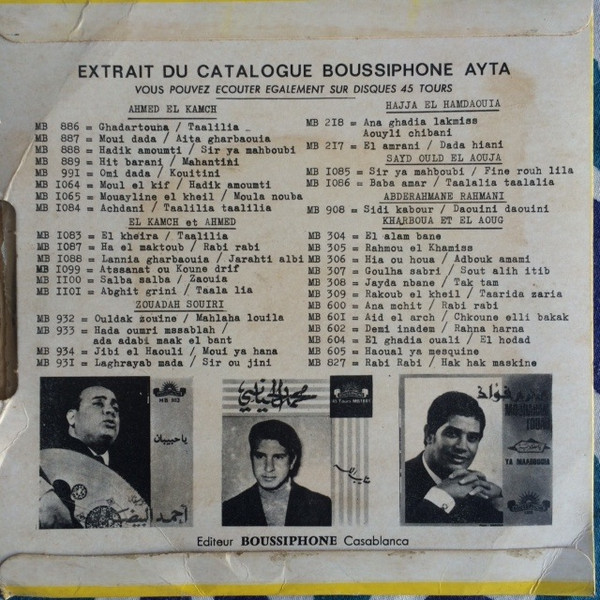 EXTRAIT DU CATALOGUE BOUSSIPHONE AYTA
VOUS POUVEZ ECOUTER EGALEMENT SUR DISQUES 45 TOURS
AHMED EL KAMCH
MB 886 = Ghadartouna / Taalilia
887 = Moui dada / Aita gharbaouia
MB 888 = Hadik amoumti / Sir ya mahboubi
MB 889 = Hit barani / Mahantini
MB 99I = Omi dada / Kouitini
MB I064 = Moul el kif / Hadik amoumti
MB I065 = Mouayline el kheil / Moula nouba
MB I084 = Achdani / Taalilia taalilia
EL KAMCH et AHMED
MB I083 = El kheira / Taalilia
MB I087 = Ha el maktoub / Rabi rabi
MB I088 = Lannia gharbaouia / Jarahti albi
MB I099 = Atssanat ou Koune drif
MB II00 = Salba salba / Zaouia
MB II0I = Abghit grini / Taala lia
ZOUADAH SOUIRI
MB 932 = Ouldak zouine / Mahlaha louila
MB 933 = Hada oumri mssablah /
ada adabi maak el bant
MB 934 = Jibi el Haouli / Moui ya hana
MB 93I = Laghrayab mada / Sir ou jini
HAJJA EL HAMDAOUIA
MB 2I8 = Ana ghadia lakmiss
Aouyli chibani
MB 2I7 = El amrani / Dada hiani
SAYD OULD EL AOUJA
MB I085 = Sir ya mahboubi / Fine rouh lila
MB I086 = Baba amar / Taalalia taalalia
ABDERAHMANE RAHMANI
MB 908 = Sidi kabour / Daouini daouini
KHARBOUA ET EL AOUG
MB 304 = El alam bane
MB 305 = Rahmou el Khamiss
MB 306 = Hia ou houa / Adbouk amami
MB 307 = Goulha sabri / Sout alih itib
MB 308 = Jayda nbane / Tak tam
MB 309 = Rakoub el kheil / Taarida zaria
MB 600 = Ana mchit / Rabi rabi
MB 60I = Aid el arch / Chkoune elli bakak
MB 602 = Demi inadem / Rahna harna
MB 604 = El ghadia ouali / El hodad
MB 605 = Haoual ya mesquine
MB 827 = Rabi Rabi / Hak hak maskine
ياحبيبان
أحمد البيضاوي
فؤاد
YA MAHBOUBIA
Editeur BOUSSIPHONE Casablanca